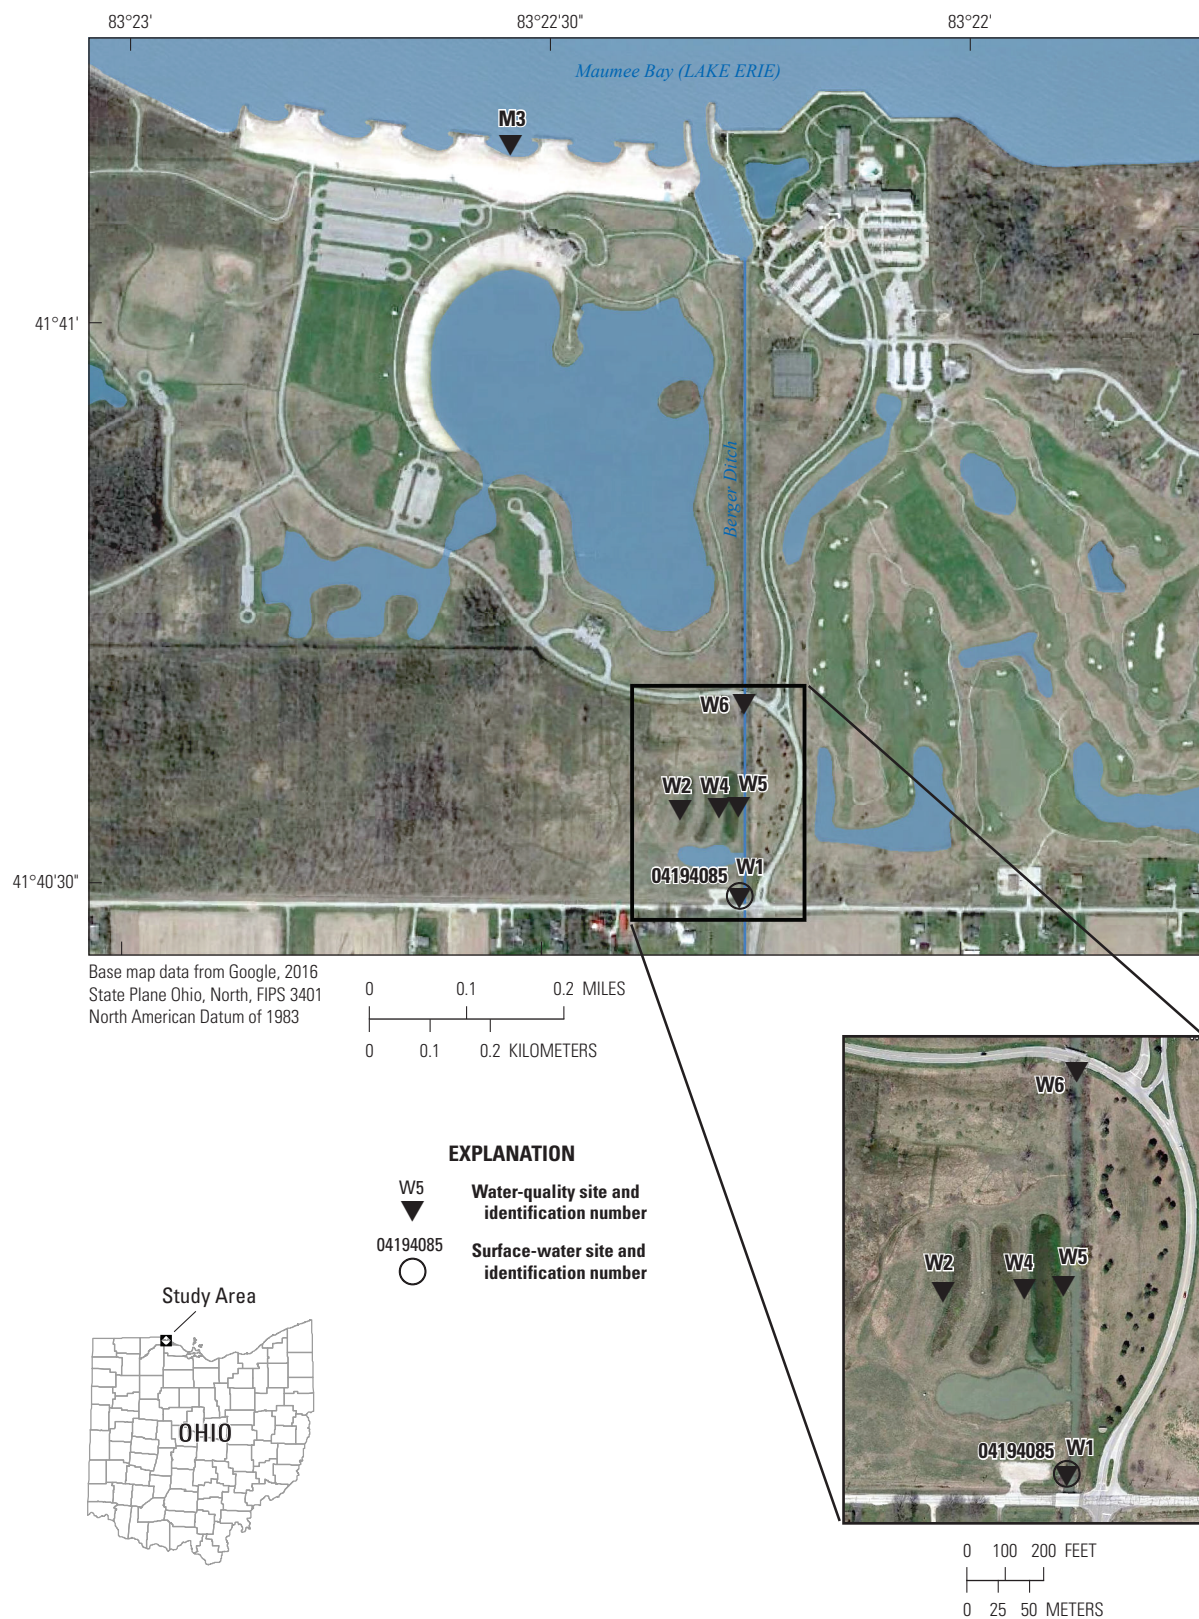 83°23'
83°22'30"
83°22'
Maumee Bay (LAKE ERIE)
M3
41°41'
Berger Ditch
W6
W2
W4
W5
41°40'30"
04194085
W1
Base map data from Google, 2016
State Plane Ohio, North, FIPS 3401
North American Datum of 1983
0 0.1 0.2 MILES
0 0.1 0.2 KILOMETERS
W6
EXPLANATION
W5
Water-quality site and
identification number
04194085
Surface-water site and
identification number
W2
W4
W5
Study Area
OHIO
04194085
W1
0 100 200 FEET
0 25 50 METERS